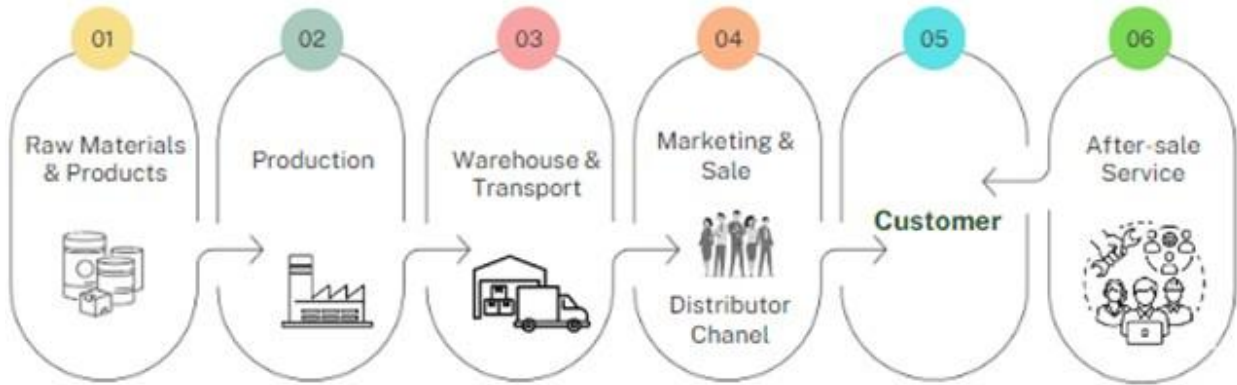 01
Raw Materials
& Products
02
Production
03
Warehouse &
Transport
04
Marketing &
Sale
Distributor
Chanel
05
Customer
06
After-sale
Service